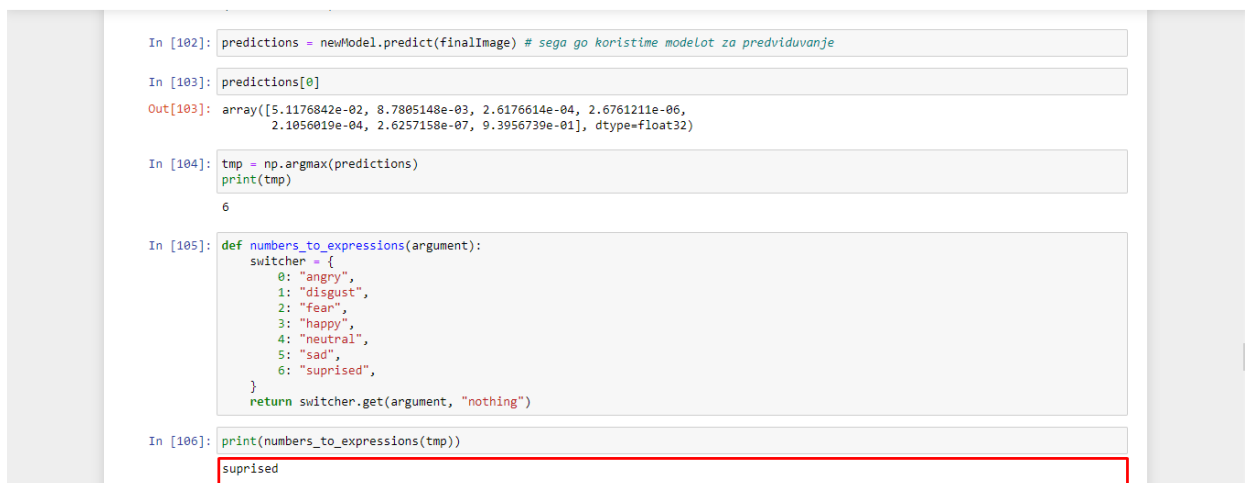 In [102]: predictions = newModel.predict(finalImage) # sega go koristime modelot za predviduvanje
In [103]: predictions[0]
Out[103]: array([5.1176842e-02, 8.7805148e-03, 2.6176614e-04, 2.6761211e-06,
2.1056019e-04, 2.6257158e-07, 9.3956739e-01], dtype=float32)
In [104]: tmp = np.argmax(predictions)
print(tmp)
6
In [105]: def numbers_to_expressions(argument):
switcher = {
0: "angry",
1: "disgust",
2: "fear",
3: "happy",
4: "neutral",
5: "sad",
6: "suprised",
}
return switcher.get(argument, "nothing")
In [106]: print(numbers_to_expressions(tmp))
suprised